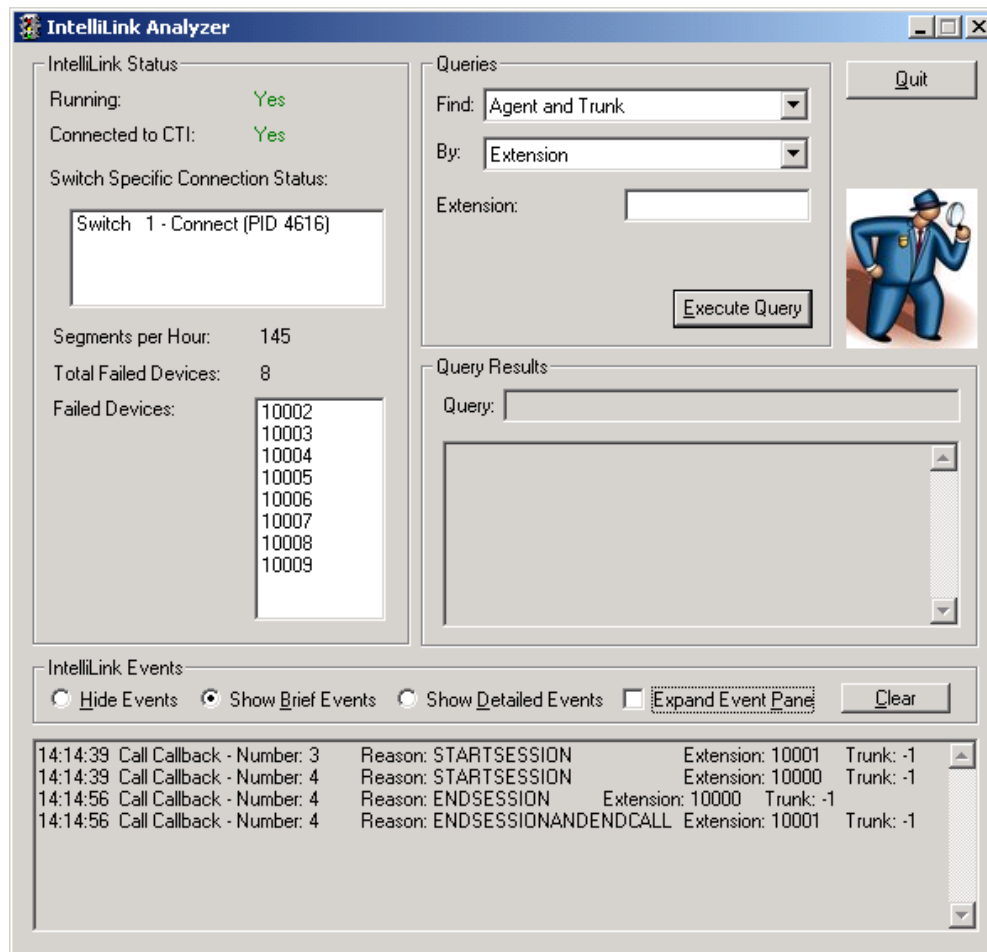 IntelliLink Analyzer
IntelliLink Status
Running: Yes
Connected to CTI: Yes
Switch Specific Connection Status:
Switch 1 - Connect (PID 4616)
Segments per Hour: 145
Total Failed Devices: 8
Failed Devices:
10002
10003
10004
10005
10006
10007
10008
10009
Queries
Find: Agent and Trunk
By: Extension
Extension:
Execute Query
Quit
Query Results
Query:
IntelliLink Events
Hide Events Show Brief Events Show Detailed Events Expand Event Pane Clear
14:14:39 Call Callback - Number: 3 Reason: STARTSESSION Extension: 10001 Trunk: -1
14:14:39 Call Callback - Number: 4 Reason: STARTSESSION Extension: 10000 Trunk: -1
14:14:56 Call Callback - Number: 4 Reason: ENDSESSION Extension: 10000 Trunk: -1
14:14:56 Call Callback - Number: 4 Reason: ENDSESSIONANDENDCALL Extension: 10001 Trunk: -1